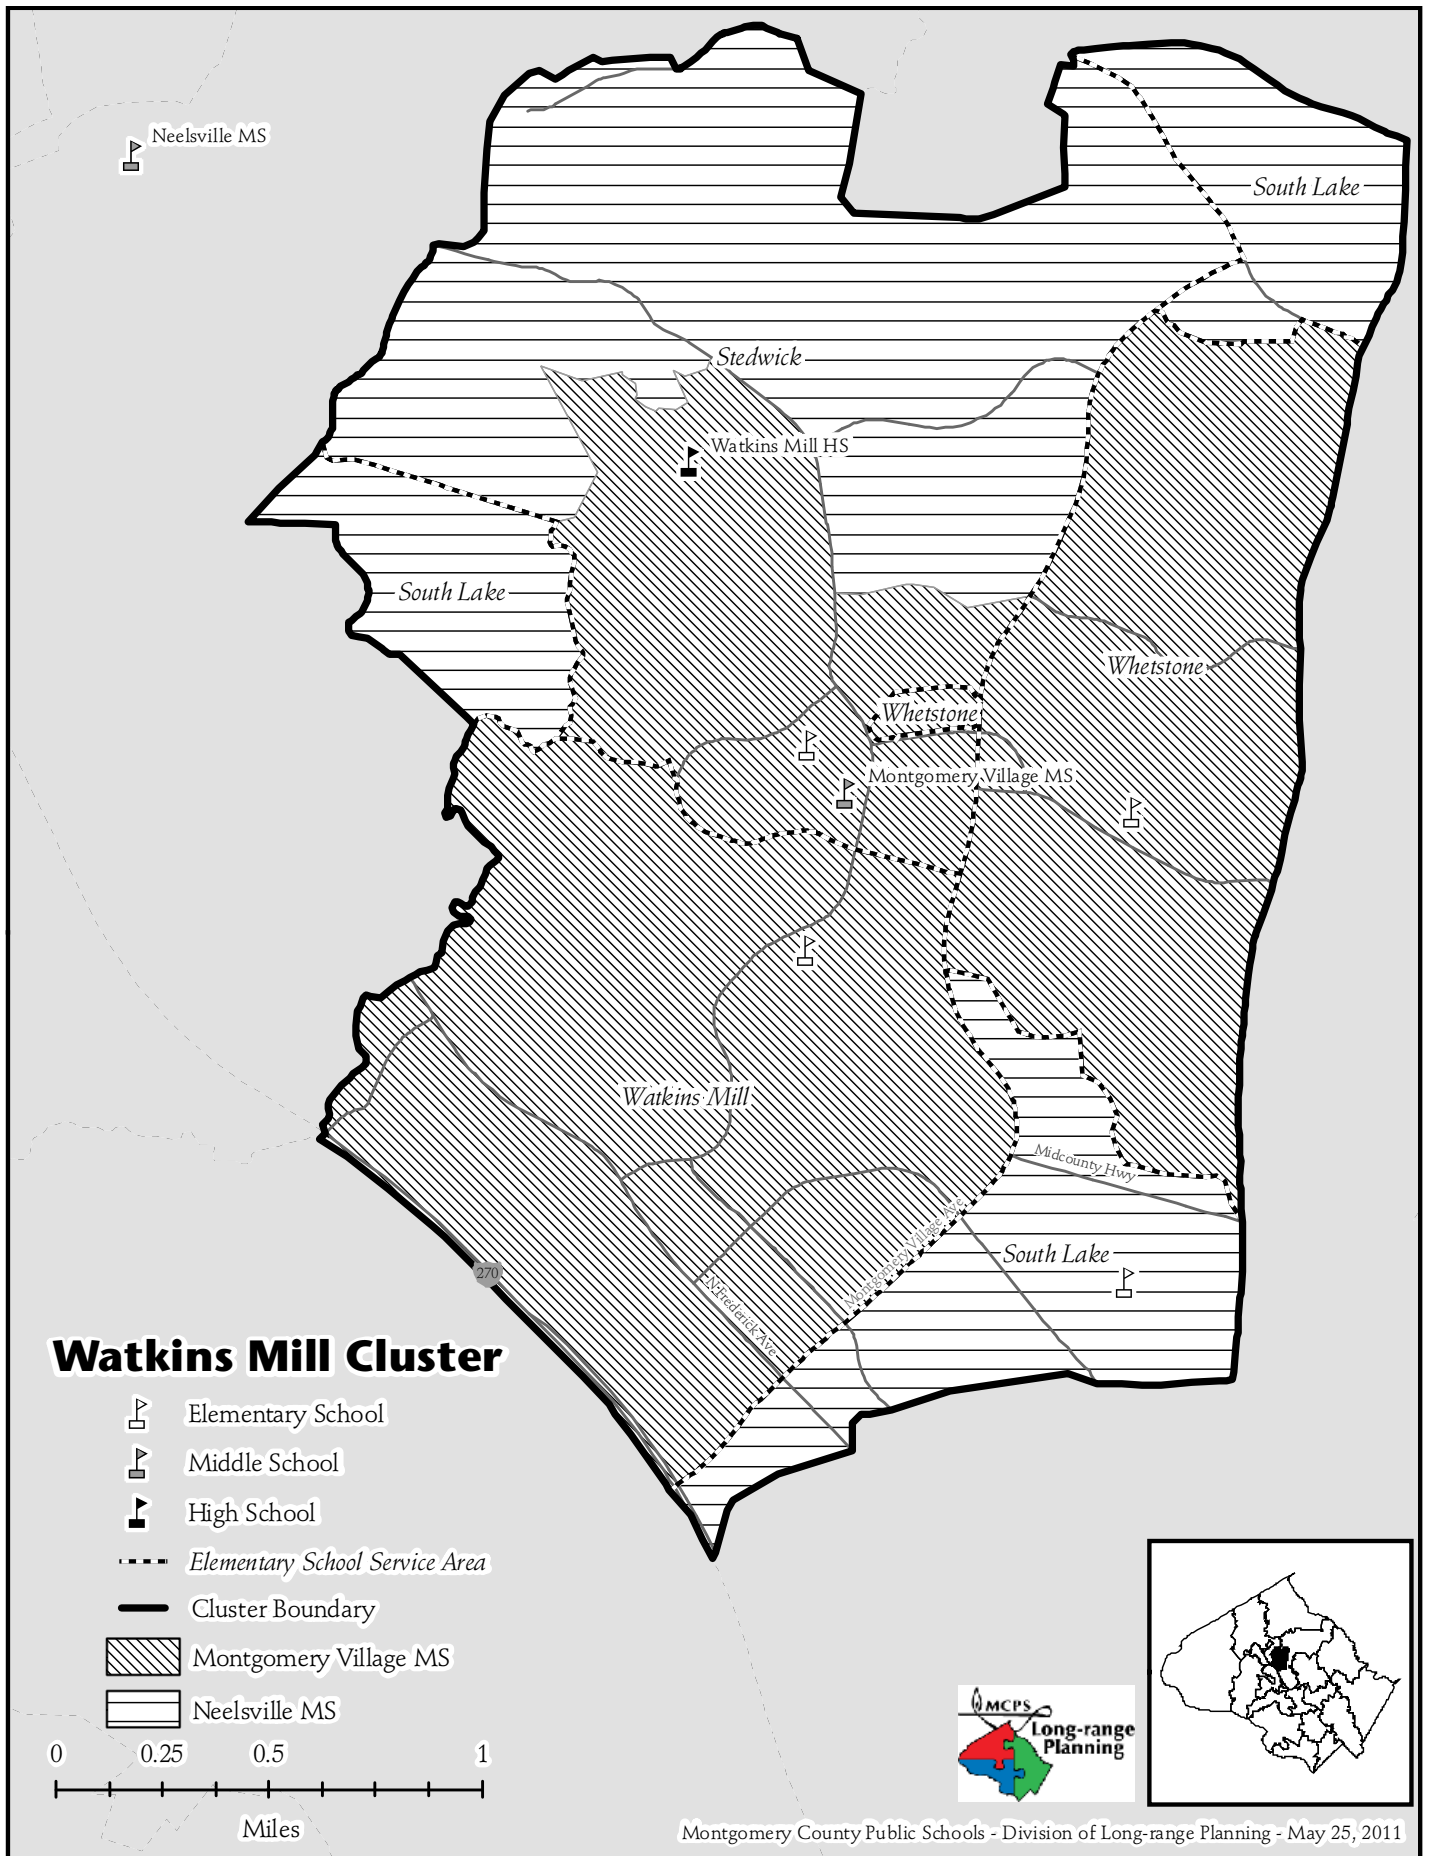 Neelsville MS
South Lake
Stedwick
Watkins Mill HS
South Lake
Whetstone
Whetstone
Montgomery Village MS
Watkins Mill
Midcounty Hwy
Montgomery Village Ave
South Lake
270
N Frederick Ave
Watkins Mill Cluster
Elementary School
Middle School
High School
Elementary School Service Area
Cluster Boundary
Montgomery Village MS
Neelsville MS
0 0.25 0.5 1
Miles
MCPS
Long-range
Planning
Montgomery County Public Schools - Division of Long-range Planning - May 25, 2011